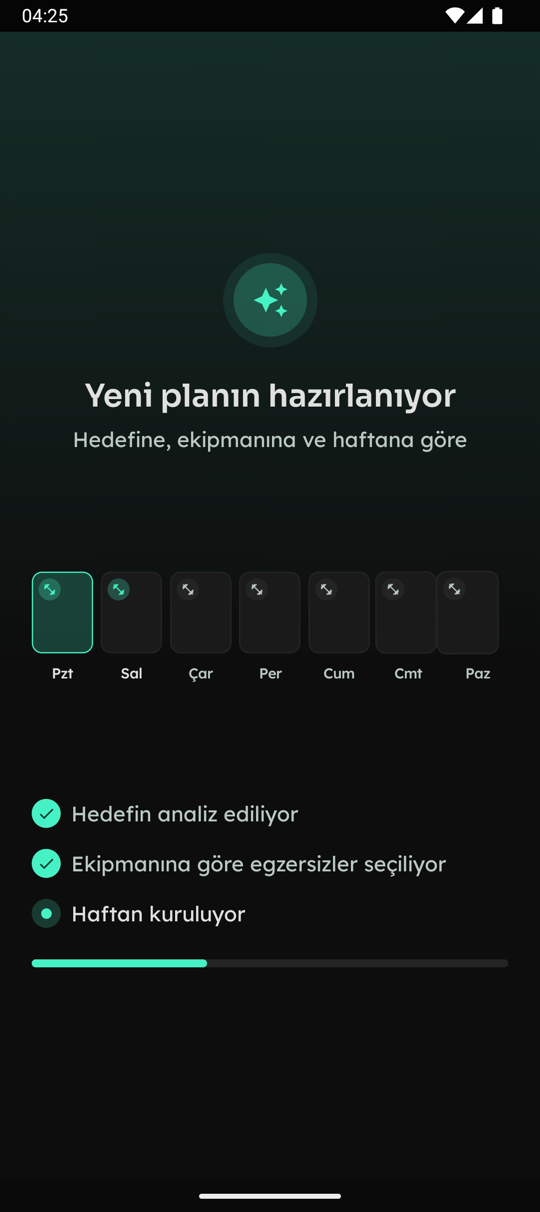 04:25
Yeni planın hazırlanıyor
Hedefine, ekipmanına ve haftana göre
Pzt Sal Çar Per Cum Cmt Paz
Hedefin analiz ediliyor
Ekipmanına göre egzersizler seçiliyor
Haftan kuruluyor